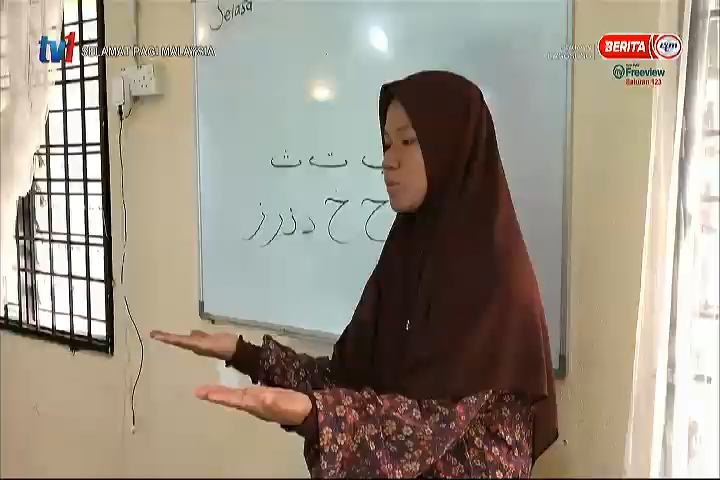 Selasa
tv1 SELAMAT PAGI MALAYSIA
BERITA rtm
Freeview
Saluran 123
ت ث
ح خ د ذ ر ز